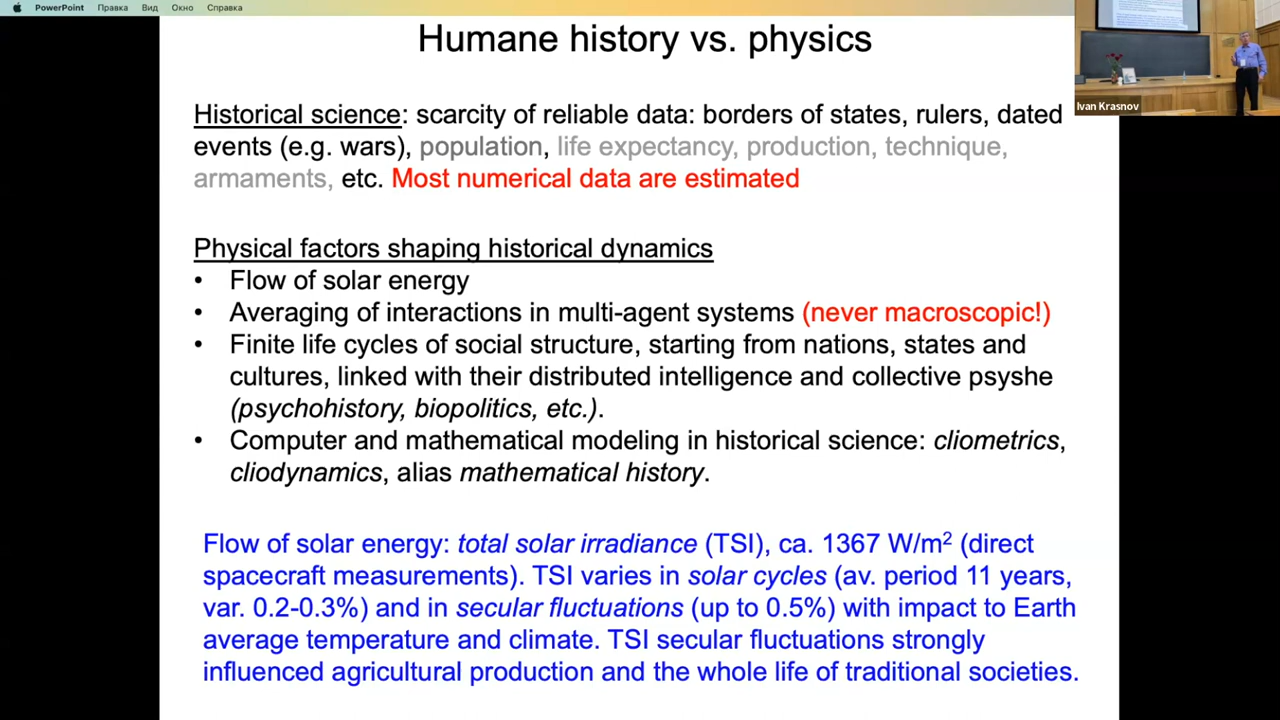 PowerPoint Правка Вид Окно Справка
Humane history vs. physics
Ivan Krasnov
Historical science: scarcity of reliable data: borders of states, rulers, dated
events (e.g. wars), population, life expectancy, production, technique,
armaments, etc. Most numerical data are estimated
Physical factors shaping historical dynamics
• Flow of solar energy
• Averaging of interactions in multi-agent systems (never macroscopic!)
• Finite life cycles of social structure, starting from nations, states and
cultures, linked with their distributed intelligence and collective psyshe
(psychohistory, biopolitics, etc.).
• Computer and mathematical modeling in historical science: cliometrics,
cliodynamics, alias mathematical history.
Flow of solar energy: total solar irradiance (TSI), ca. 1367 W/m² (direct
spacecraft measurements). TSI varies in solar cycles (av. period 11 years,
var. 0.2-0.3%) and in secular fluctuations (up to 0.5%) with impact to Earth
average temperature and climate. TSI secular fluctuations strongly
influenced agricultural production and the whole life of traditional societies.